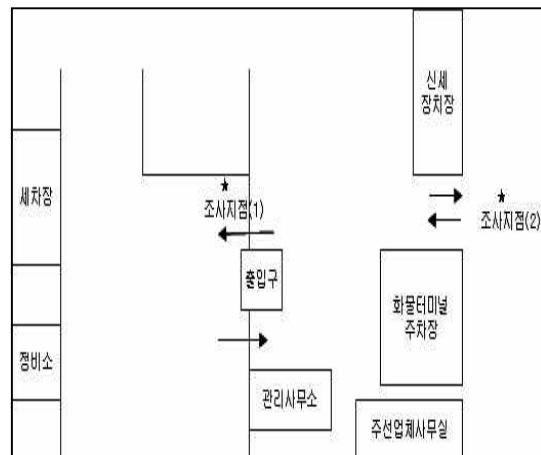 신세
장치장
세차장
★
조사지점(1)
★
조사지점(2)
출입구
화물터미널
주차장
정비소
관리사무소
주선업체사무실